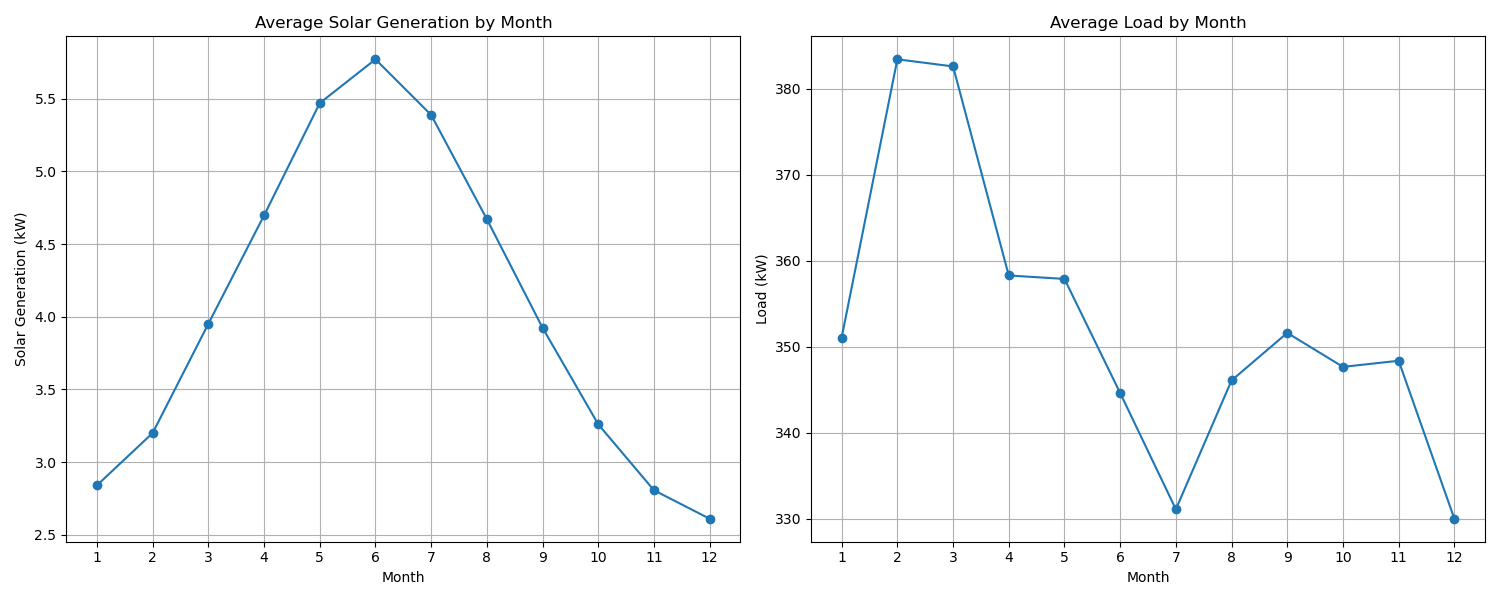 Average Solar Generation by Month
Solar Generation (kW)
5.5
5.0
4.5
4.0
3.5
3.0
2.5
1 2 3 4 5 6 7 8 9 10 11 12
Month
Average Load by Month
Load (kW)
380
370
360
350
340
330
1 2 3 4 5 6 7 8 9 10 11 12
Month